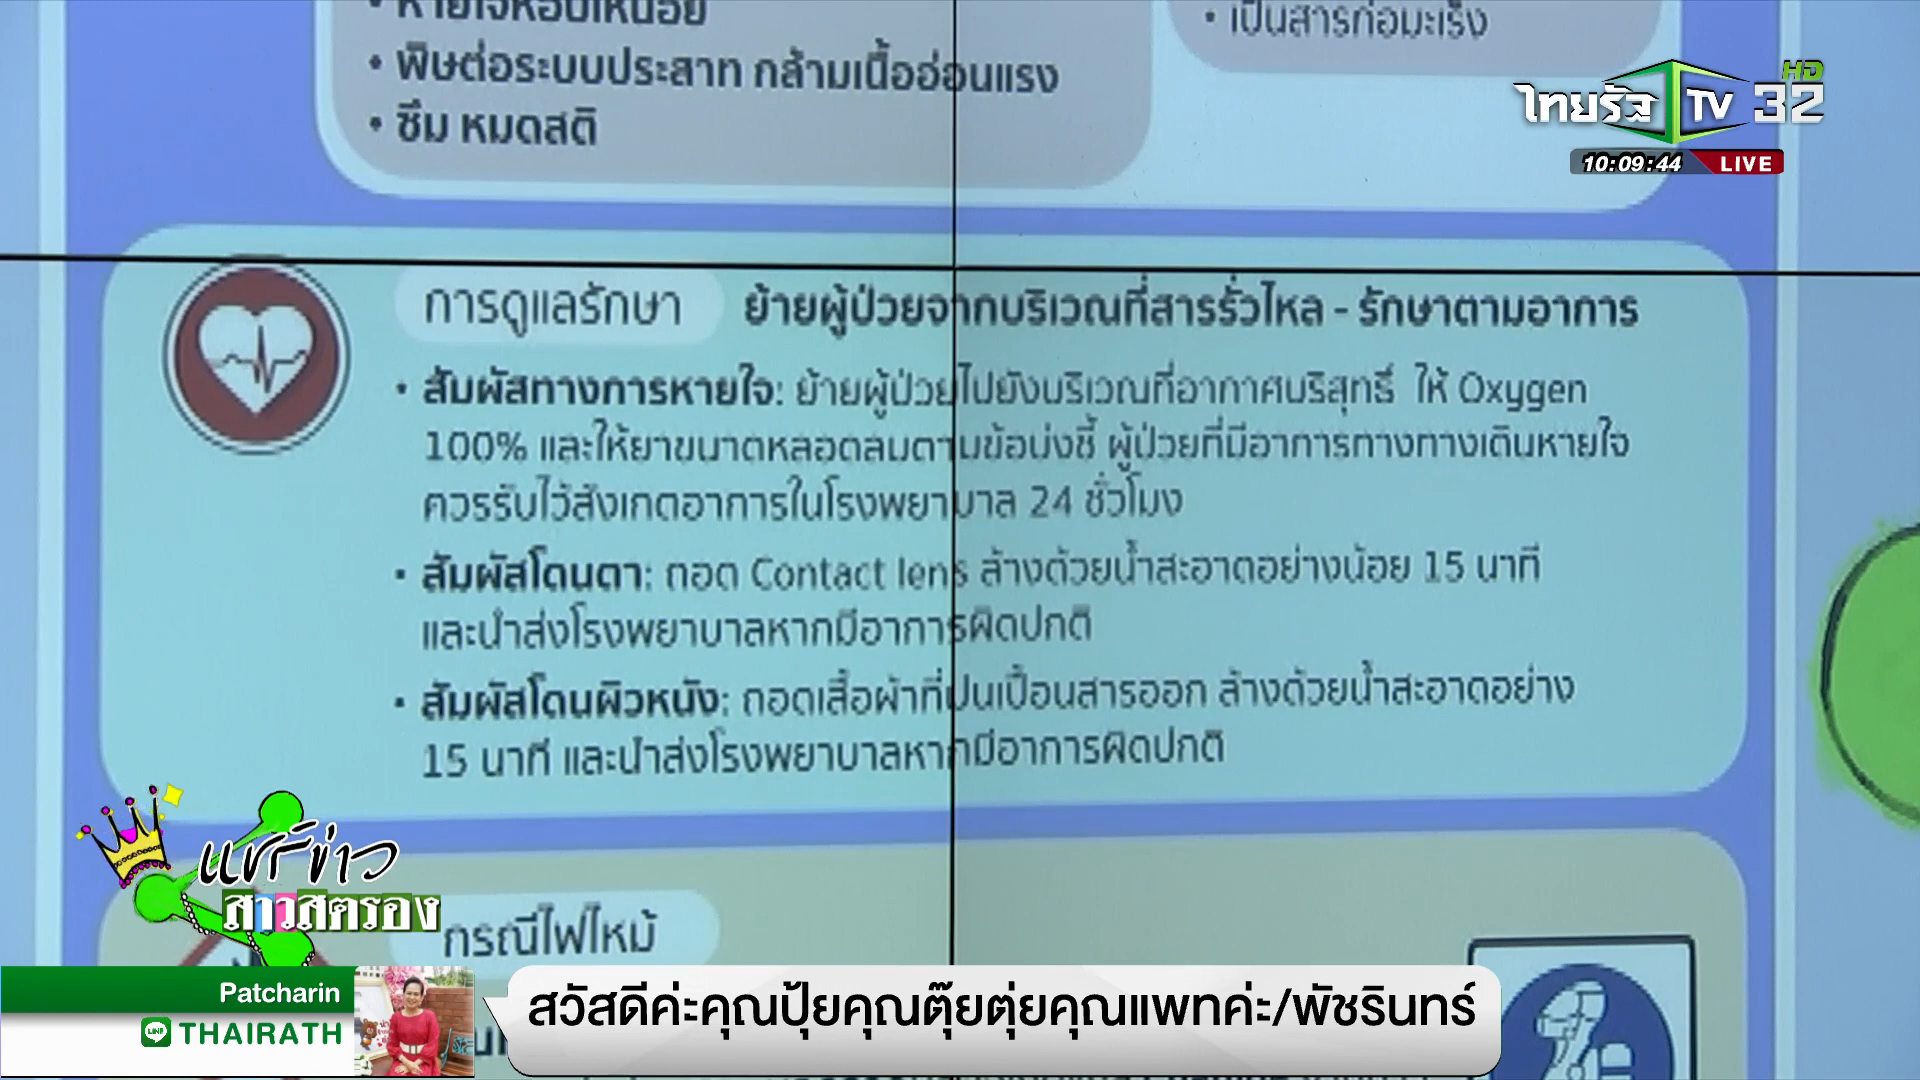 • หายใจหอบเหนื่อย
• พิษต่อระบบประสาท กล้ามเนื้ออ่อนแรง
• ซึม หมดสติ
• เป็นสารก่อมะเร็ง
ไทยรัฐ TV 32 HD
10:09:44 LIVE
การดูแลรักษา ย้ายผู้ป่วยจากบริเวณที่สารรั่วไหล - รักษาตามอาการ
• สัมผัสทางการหายใจ: ย้ายผู้ป่วยไปยังบริเวณที่อากาศบริสุทธิ์ ให้ Oxygen
100% และให้ยาขนาดหลอดลมตามข้อบ่งชี้ ผู้ป่วยที่มีอาการทางทางเดินหายใจ
ควรรับไว้สังเกตอาการในโรงพยาบาล 24 ชั่วโมง
• สัมผัสโดนตา: ถอด Contact lens ล้างด้วยน้ำสะอาดอย่างน้อย 15 นาที
และนำส่งโรงพยาบาลหากมีอาการผิดปกติ
• สัมผัสโดนผิวหนัง: ถอดเสื้อผ้าที่ปนเปื้อนสารออก ล้างด้วยน้ำสะอาดอย่าง
15 นาที และนำส่งโรงพยาบาลหากมีอาการผิดปกติ
แชร์ข่าว
สาวสตรอง
กรณีไฟไหม้
Patcharin
LINE THAIRATH
สวัสดีค่ะคุณปุ้ยคุณตุ๊ยตุ่ยคุณแพทค่ะ/พัชรินทร์